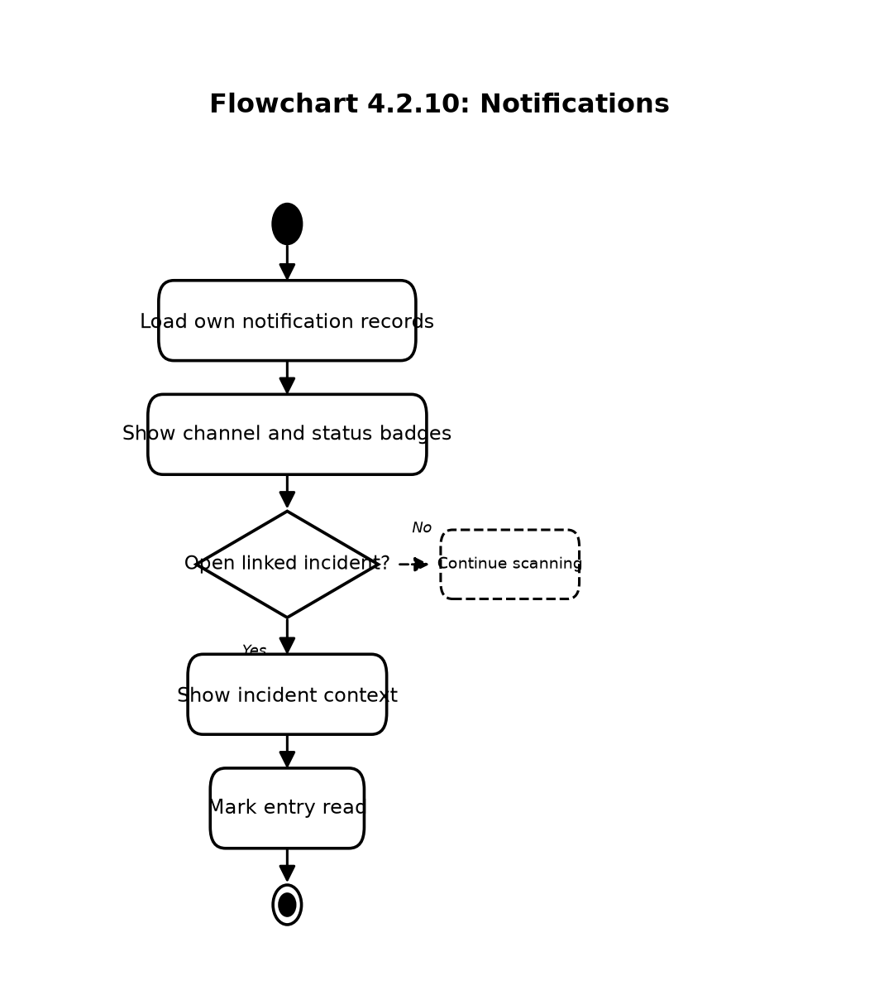 Flowchart 4.2.10: Notifications
Load own notification records
Show channel and status badges
Open linked incident?
No
Continue scanning
Yes
Show incident context
Mark entry read